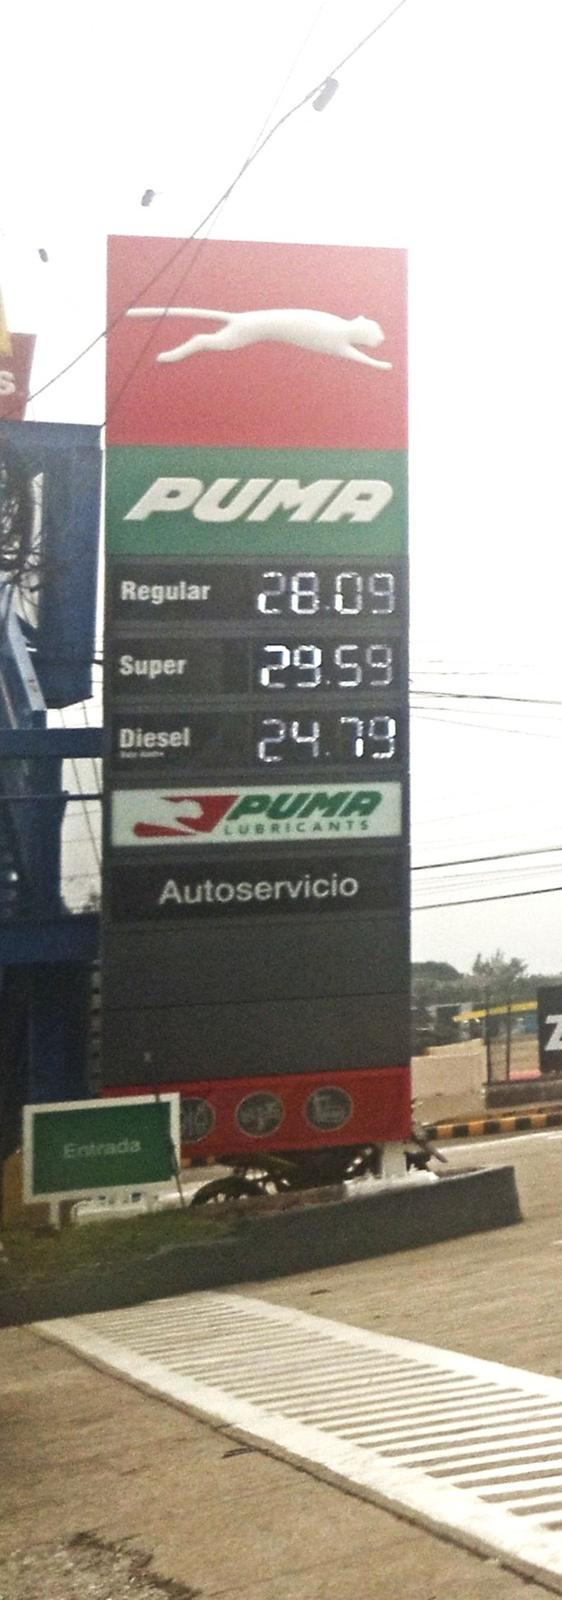 s
PUMA
Regular 28.09
Super 29.59
Diesel 24.79
PUMA
LUBRICANTS
Autoservicio
Entrada
Z